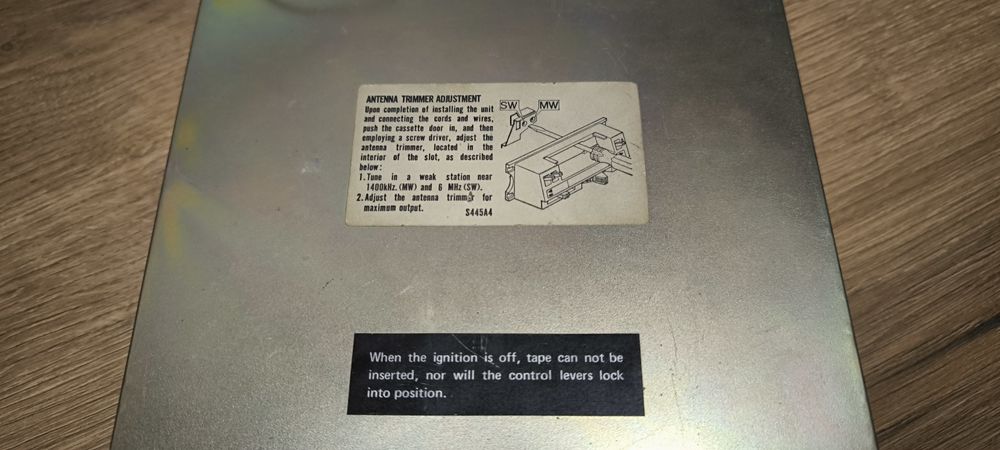 ANTENNA TRIMMER ADJUSTMENT
Upon completion of installing the unit
and connecting the cords and wires,
push the cassette door in, and then
employing a screw driver, adjust the
antenna trimmer, located in the
interior of the slot, as described
below:
1. Tune in a weak station near
1400kHz. (MW) and 6 MHz (SW).
2. Adjust the antenna trimmer for
maximum output.
S445A4
SW MW
When the ignition is off, tape can not be
inserted, nor will the control levers lock
into position.